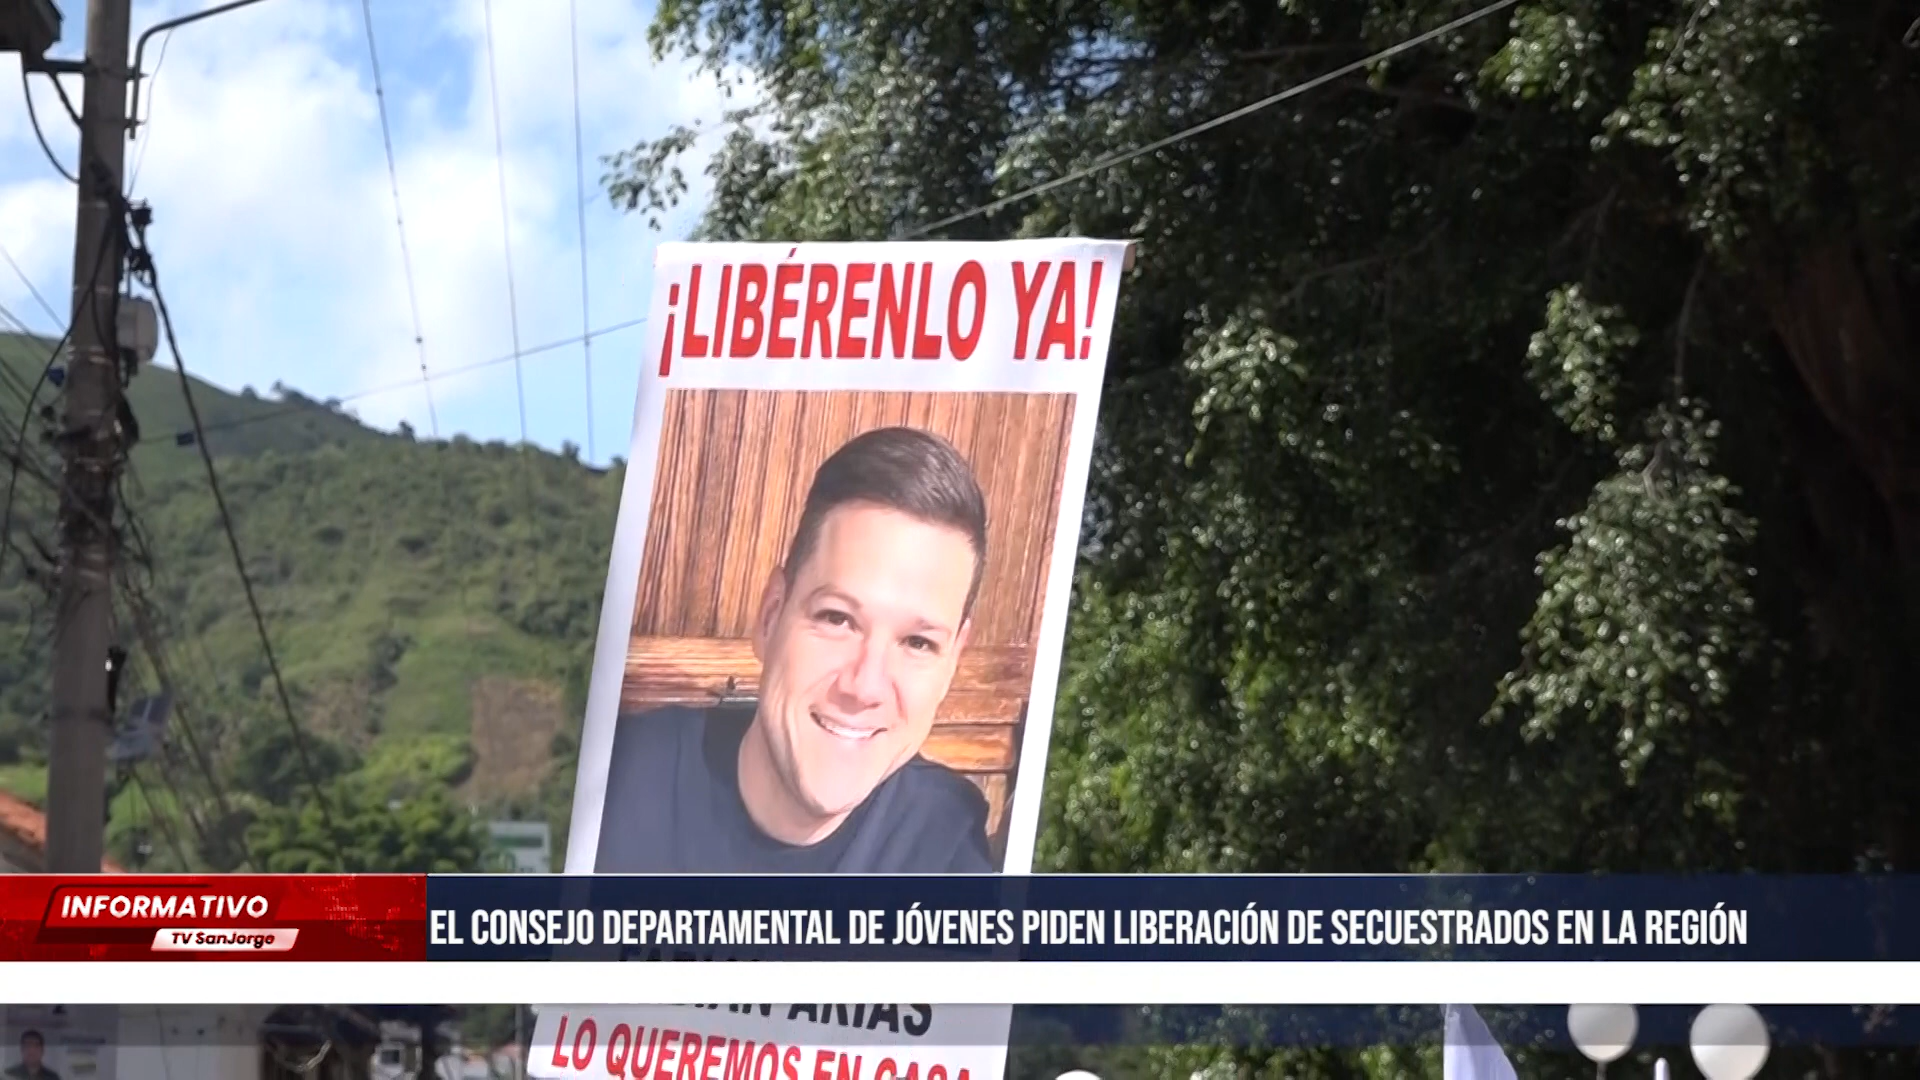 ¡LIBÉRENLO YA!
INFORMATIVO
TV SanJorge
EL CONSEJO DEPARTAMENTAL DE JÓVENES PIDEN LIBERACIÓN DE SECUESTRADOS EN LA REGIÓN
ARIAS
LO QUEREMOS EN CASA